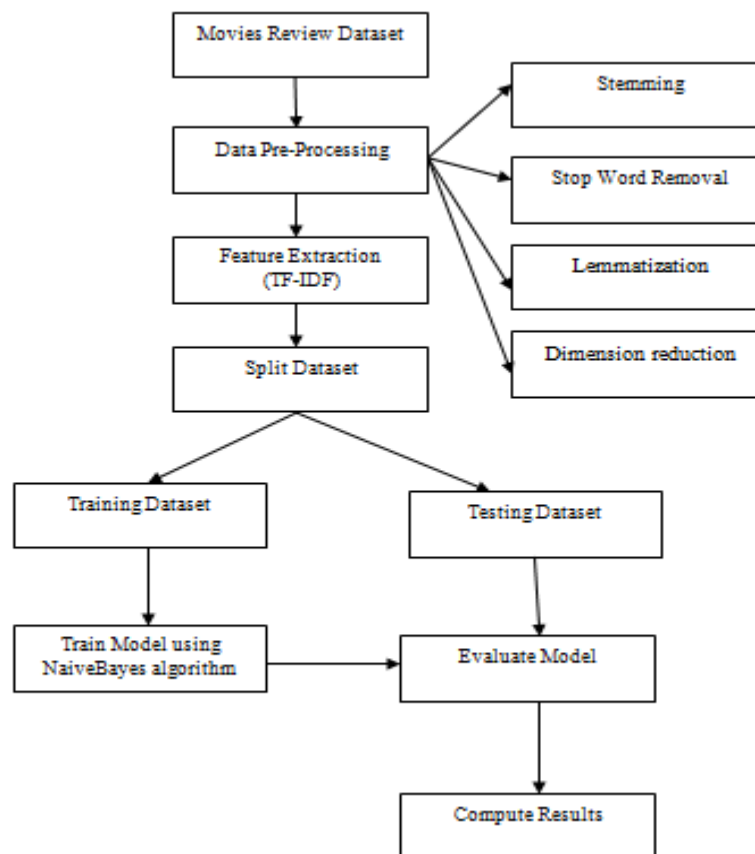 Movies Review Dataset
Stemming
Data Pre-Processing
Stop Word Removal
Feature Extraction
(TF-IDF)
Lemmatization
Split Dataset
Dimension reduction
Training Dataset
Testing Dataset
Train Model using
NaiveBayes algorithm
Evaluate Model
Compute Results